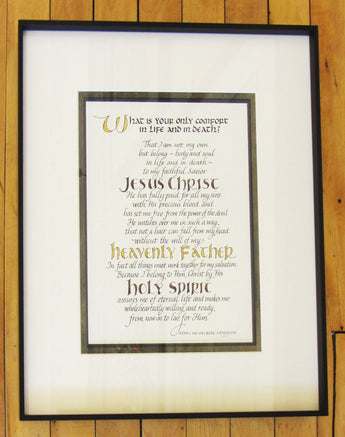 What is your only comfort
in life and in death?
That I am not my own
but belong – body and soul
in life and in death –
to my faithful Savior
Jesus Christ
He has fully paid for all my sins
with His precious blood and
has set me free from the power of the devil.
He watches over me in such a way,
that not a hair can fall from my head
without the will of my
heavenly Father
In fact all things must work together for my salvation.
Because I belong to Him, Christ by His
holy Spirit
assures me of eternal life and makes me
wholeheartedly willing and ready,
from now on to live for Him.
from Heidelberg Catechism